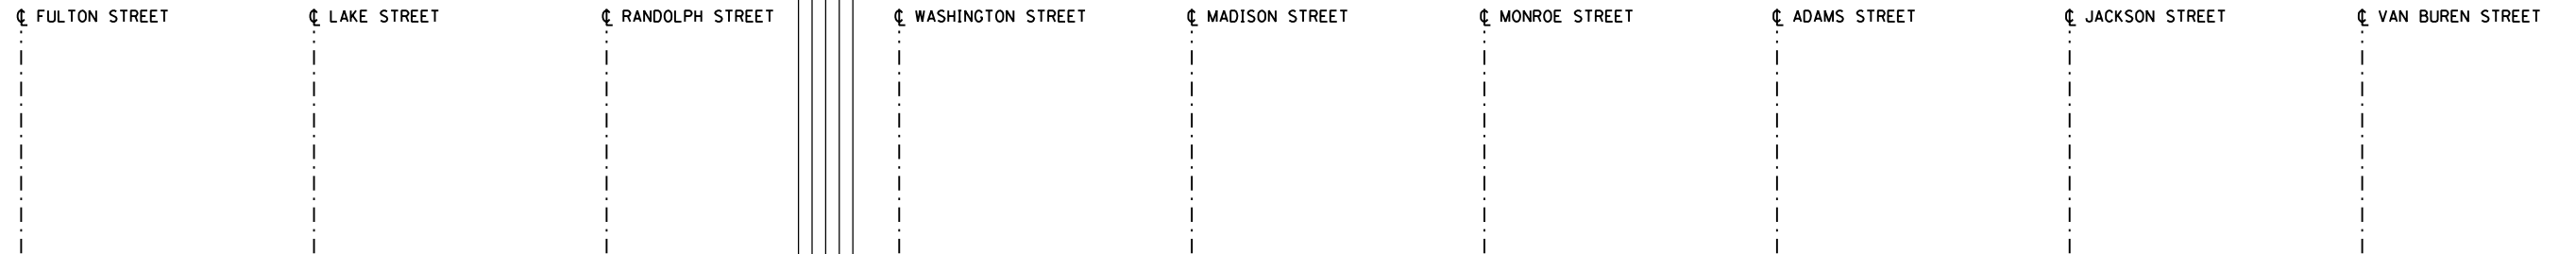 ℄ FULTON STREET
℄ LAKE STREET
℄ RANDOLPH STREET
℄ WASHINGTON STREET
℄ MADISON STREET
℄ MONROE STREET
℄ ADAMS STREET
℄ JACKSON STREET
℄ VAN BUREN STREET